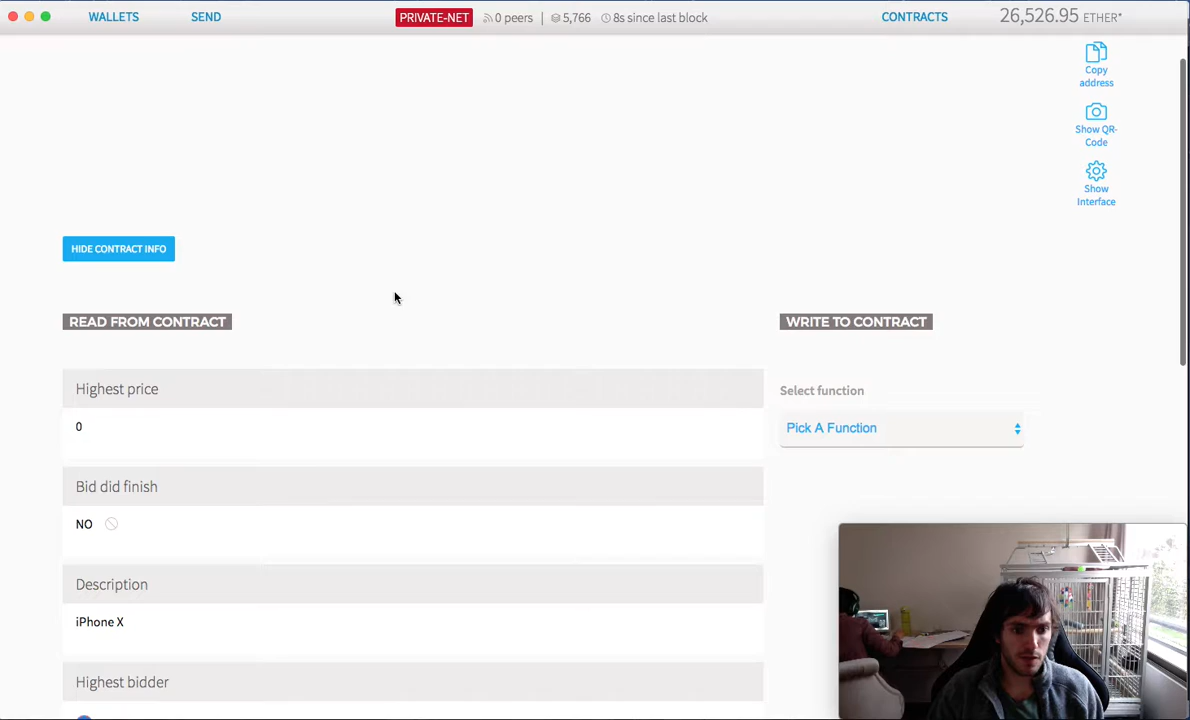 WALLETS
SEND
PRIVATE-NET
0 peers
5,766
8s since last block
CONTRACTS
26,526.95 ETHER*
Copy
address
Show QR-
Code
Show
Interface
HIDE CONTRACT INFO
READ FROM CONTRACT
Highest price
0
Bid did finish
NO
Description
iPhone X
Highest bidder
WRITE TO CONTRACT
Select function
Pick A Function